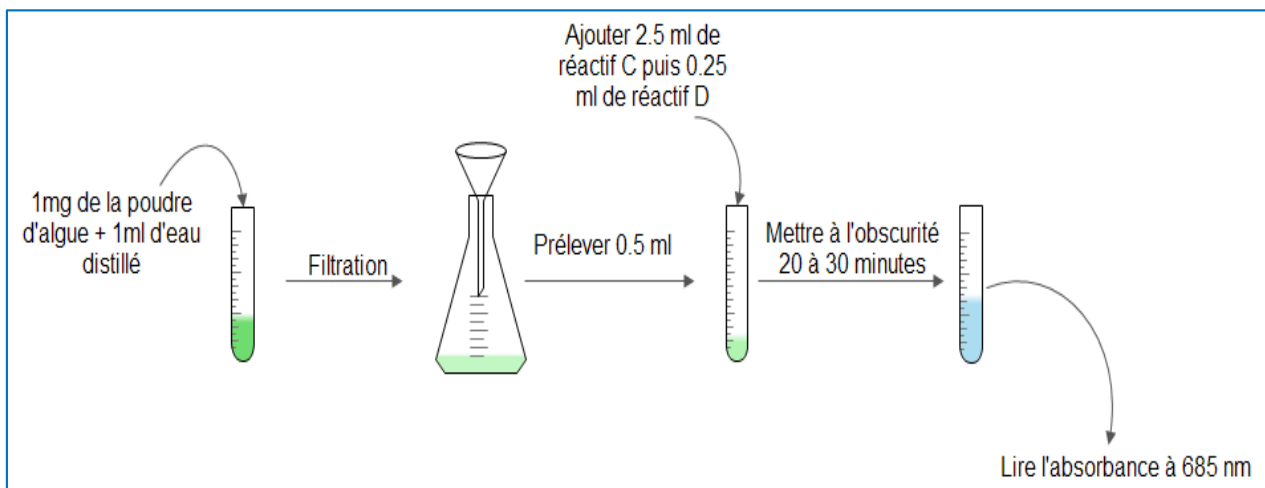 Ajouter 2.5 ml de
réactif C puis 0.25
ml de réactif D
1mg de la poudre
d'algue + 1ml d'eau
distillé
Filtration
Prélever 0.5 ml
Mettre à l'obscurité
20 à 30 minutes
Lire l'absorbance à 685 nm